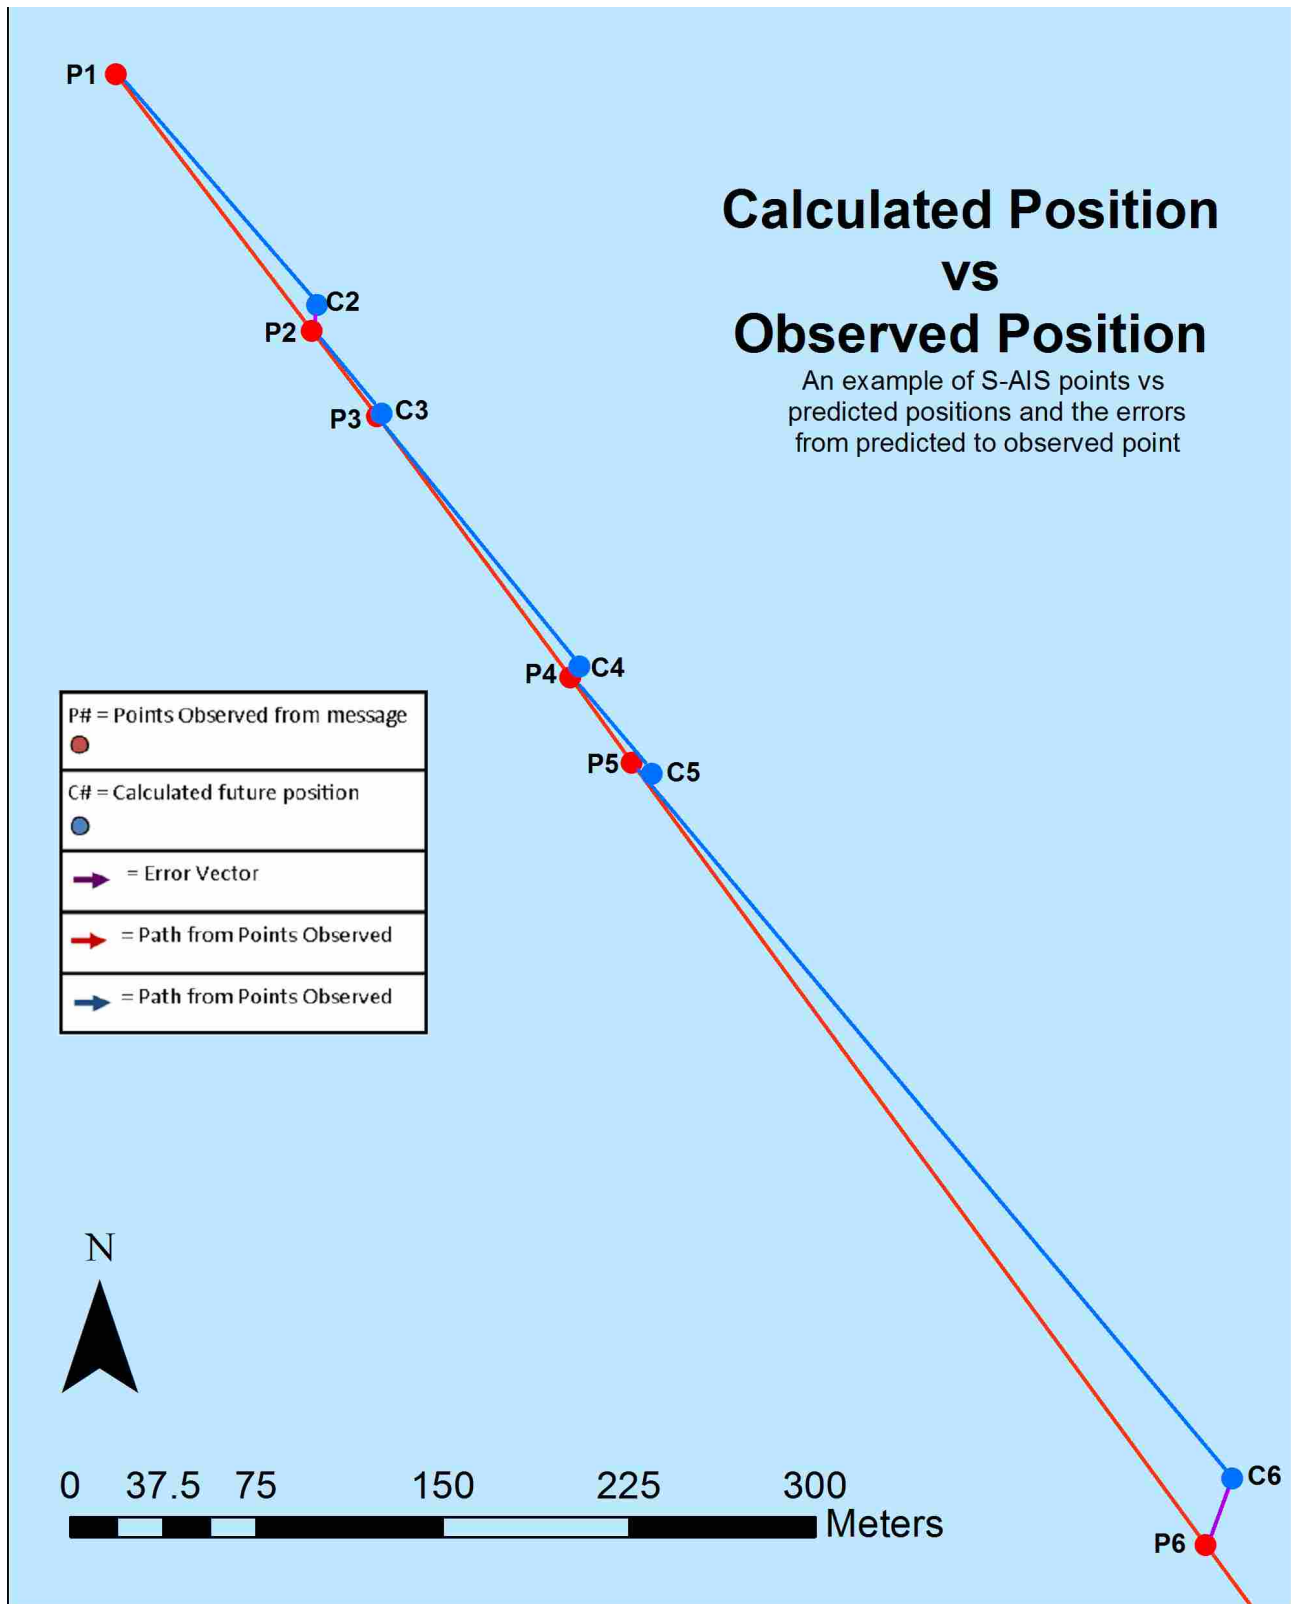 P1
Calculated Position
vs
Observed Position
An example of S-AIS points vs
predicted positions and the errors
from predicted to observed point
C2
P2
C3
P3
C4
P4
P5
C5
P# = Points Observed from message
C# = Calculated future position
= Error Vector
= Path from Points Observed
= Path from Points Observed
N
0 37.5 75 150 225 300
Meters
C6
P6